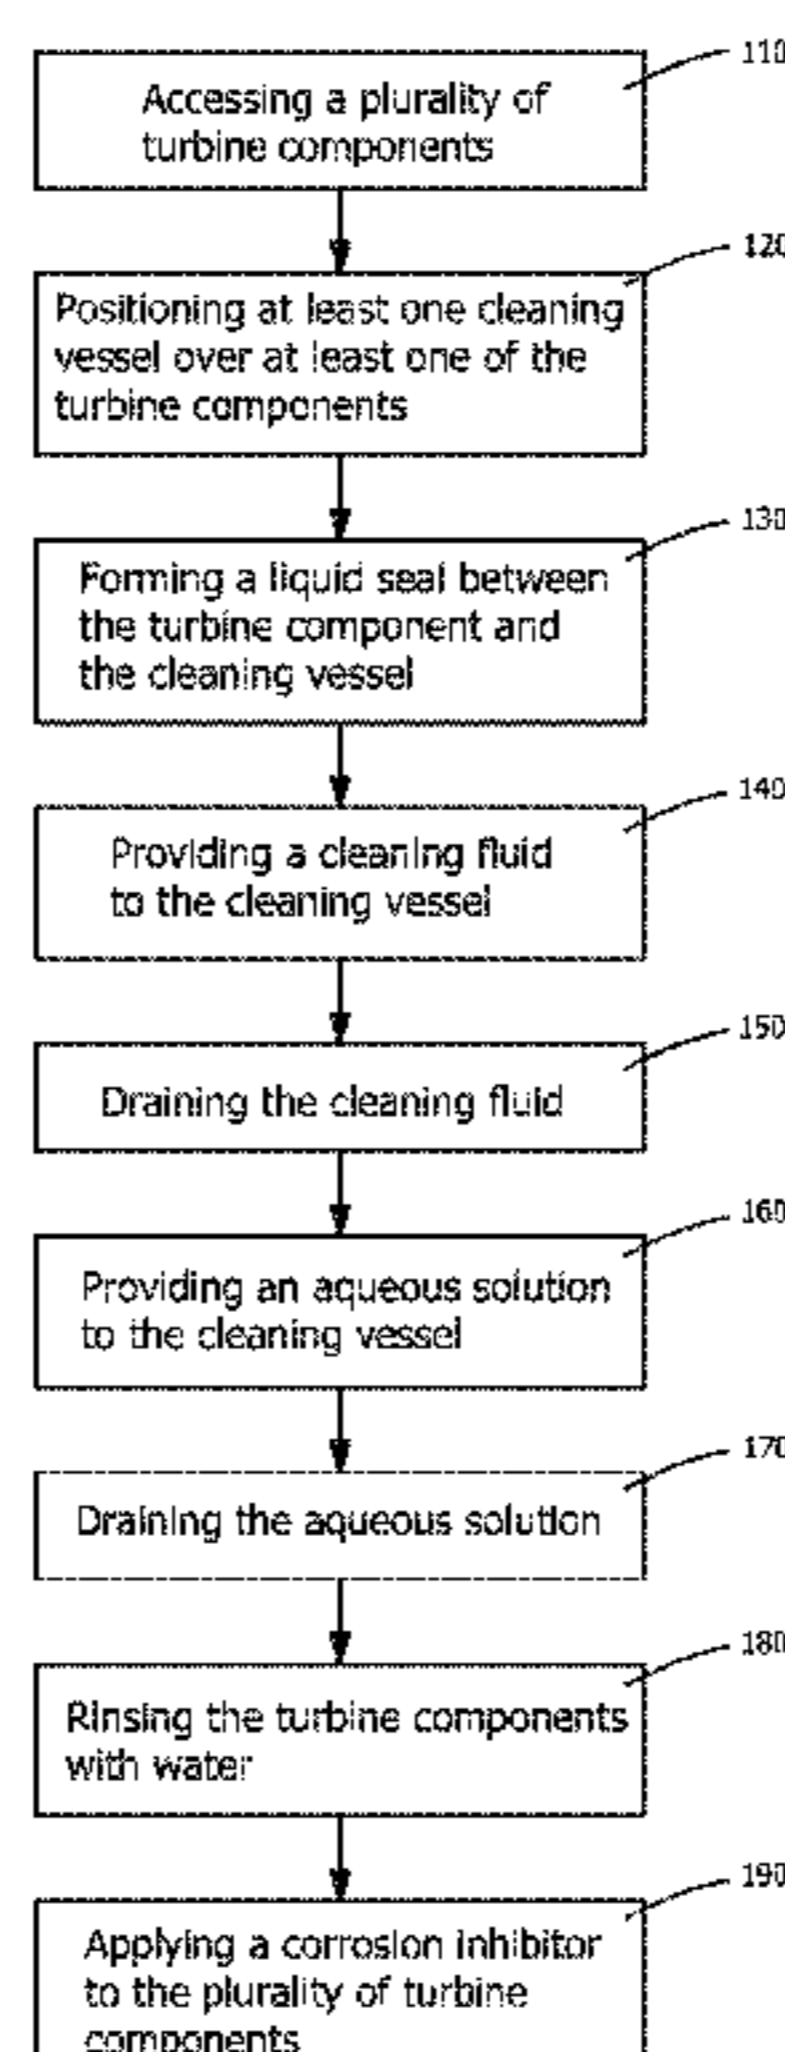 110
Accessing a plurality of
turbine components
120
Positioning at least one cleaning
vessel over at least one of the
turbine components
130
Forming a liquid seal between
the turbine component and
the cleaning vessel
140
Providing a cleaning fluid
to the cleaning vessel
150
Draining the cleaning fluid
160
Providing an aqueous solution
to the cleaning vessel
170
Draining the aqueous solution
180
Rinsing the turbine components
with water
190
Applying a corrosion inhibitor
to the plurality of turbine
components